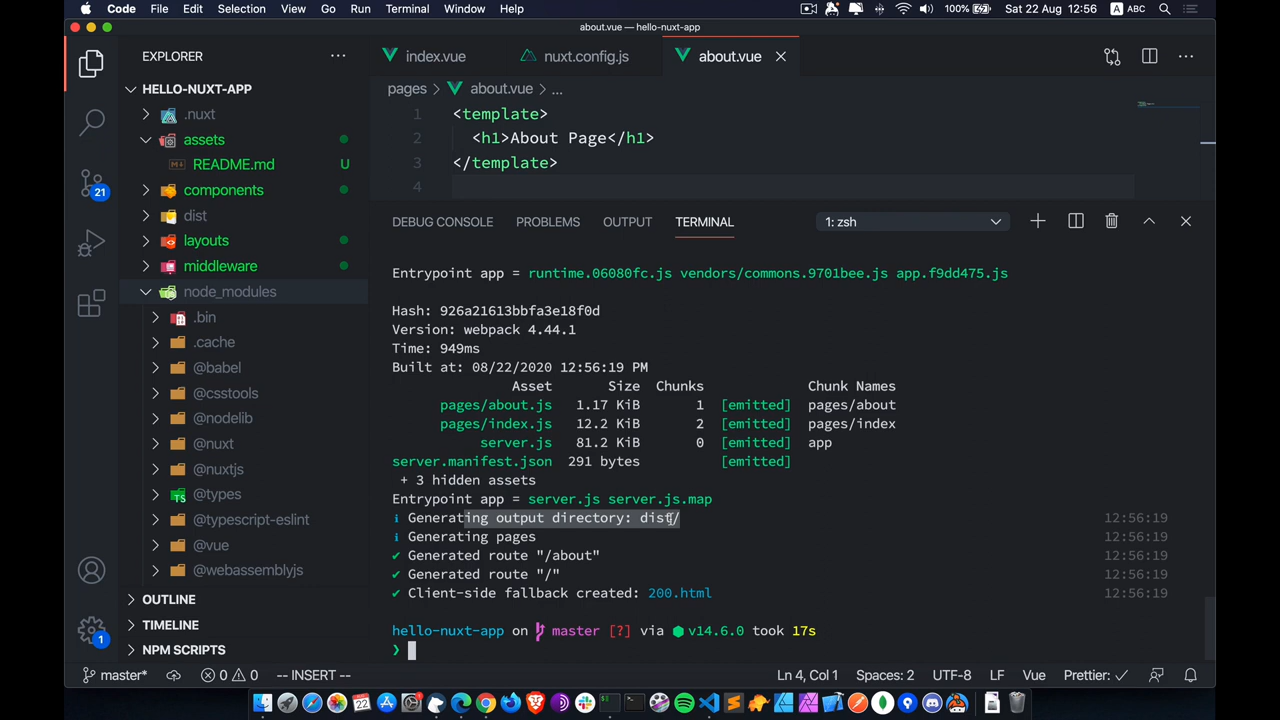 Code File Edit Selection View Go Run Terminal Window Help 100% Sat 22 Aug 12:56 A ABC
about.vue — hello-nuxt-app
EXPLORER
index.vue nuxt.config.js about.vue
HELLO-NUXT-APP
pages > about.vue > ...
.nuxt
assets
README.md U
components
dist
layouts
middleware
node_modules
.bin
.cache
@babel
@csstools
@nodelib
@nuxt
@nuxtjs
@types
@typescript-eslint
@vue
@webassemblyjs
OUTLINE
TIMELINE
NPM SCRIPTS
21
1
TS
1 <template>
2 <h1>About Page</h1>
3 </template>
4
DEBUG CONSOLE PROBLEMS OUTPUT TERMINAL 1: zsh
Entrypoint app = runtime.06080fc.js vendors/commons.9701bee.js app.f9dd475.js
Hash: 926a21613bbfa3e18f0d
Version: webpack 4.44.1
Time: 949ms
Built at: 08/22/2020 12:56:19 PM
Asset Size Chunks Chunk Names
pages/about.js 1.17 KiB 1 [emitted] pages/about
pages/index.js 12.2 KiB 2 [emitted] pages/index
server.js 81.2 KiB 0 [emitted] app
server.manifest.json 291 bytes [emitted]
+ 3 hidden assets
Entrypoint app = server.js server.js.map
i Generating output directory: dist/ 12:56:19
i Generating pages 12:56:19
✔ Generated route "/about" 12:56:19
✔ Generated route "/" 12:56:19
✔ Client-side fallback created: 200.html 12:56:19
hello-nuxt-app on master [?] via v14.6.0 took 17s
❯
master* 0 0 -- INSERT -- Ln 4, Col 1 Spaces: 2 UTF-8 LF Vue Prettier: ✓